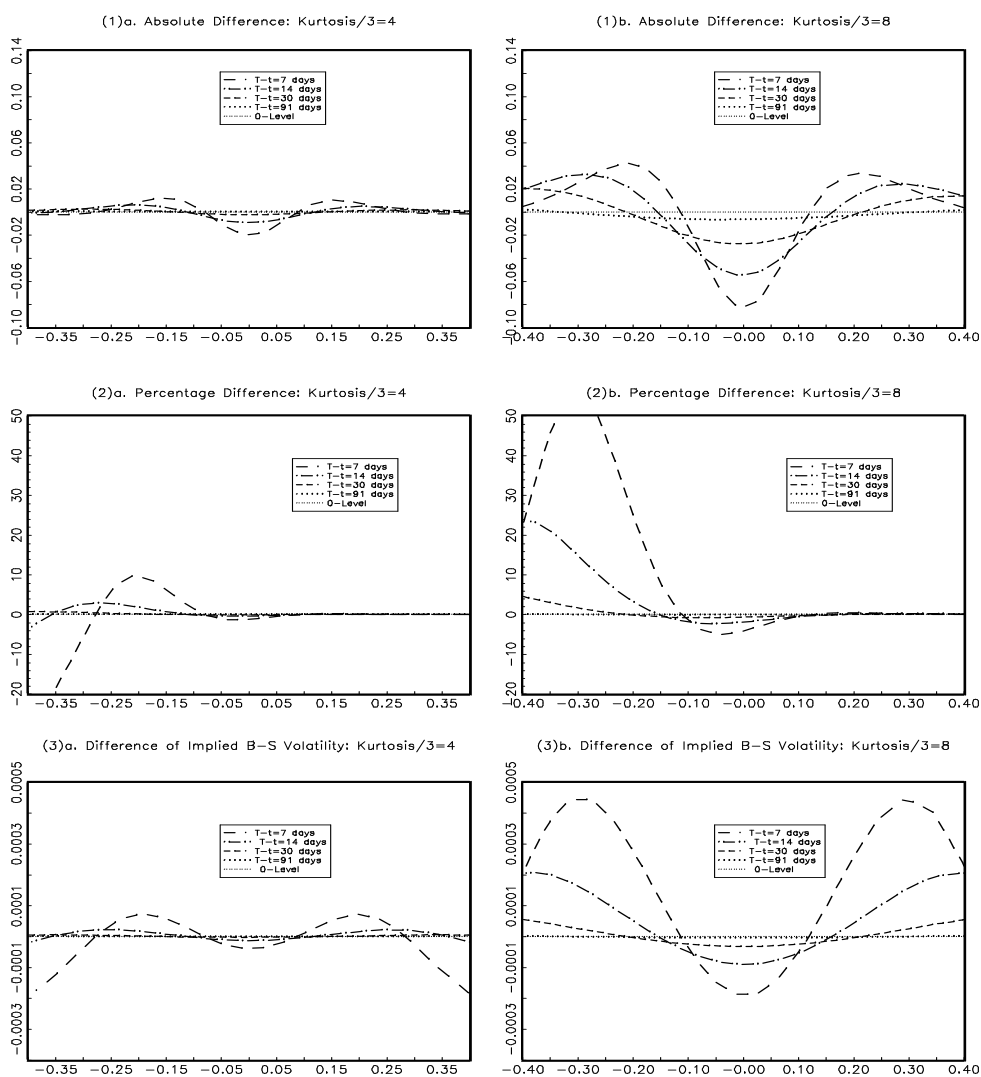 (1)a. Absolute Difference: Kurtosis/3=4
0.14
0.10
0.06
0.02
−0.02
−0.06
−0.10
T−t=7 days
T−t=14 days
T−t=30 days
T−t=91 days
0−Level
−0.35 −0.25 −0.15 −0.05 0.05 0.15 0.25 0.35
(1)b. Absolute Difference: Kurtosis/3=8
0.14
0.10
0.06
0.02
−0.02
−0.06
−0.10
T−t=7 days
T−t=14 days
T−t=30 days
T−t=91 days
0−Level
−0.40 −0.30 −0.20 −0.10 −0.00 0.10 0.20 0.30 0.40
(2)a. Percentage Difference: Kurtosis/3=4
50
40
30
20
10
0
−10
−20
T−t=7 days
T−t=14 days
T−t=30 days
T−t=91 days
0−Level
−0.35 −0.25 −0.15 −0.05 0.05 0.15 0.25 0.35
(2)b. Percentage Difference: Kurtosis/3=8
50
40
30
20
10
0
−10
−20
T−t=7 days
T−t=14 days
T−t=30 days
T−t=91 days
0−Level
−0.40 −0.30 −0.20 −0.10 −0.00 0.10 0.20 0.30 0.40
(3)a. Difference of Implied B−S Volatility: Kurtosis/3=4
0.0005
0.0003
0.0001
−0.0001
−0.0003
T−t=7 days
T−t=14 days
T−t=30 days
T−t=91 days
0−Level
−0.35 −0.25 −0.15 −0.05 0.05 0.15 0.25 0.35
(3)b. Difference of Implied B−S Volatility: Kurtosis/3=8
0.0005
0.0003
0.0001
−0.0001
−0.0003
T−t=7 days
T−t=14 days
T−t=30 days
T−t=91 days
0−Level
−0.40 −0.30 −0.20 −0.10 −0.00 0.10 0.20 0.30 0.40